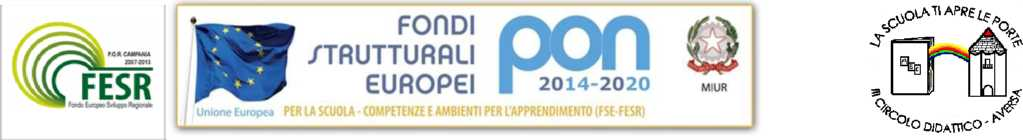 P.O.R. CAMPANIA
2007-2013
FESR
Fondo Europeo Sviluppo Regionale
FONDI
STRUTTURALI
EUROPEI
pon
2014-2020
MIUR
Unione Europea
PER LA SCUOLA - COMPETENZE E AMBIENTI PER L'APPRENDIMENTO (FSE-FESR)
LA SCUOLA TI APRE LE PORTE
III CIRCOLO DIDATTICO - AVERSA